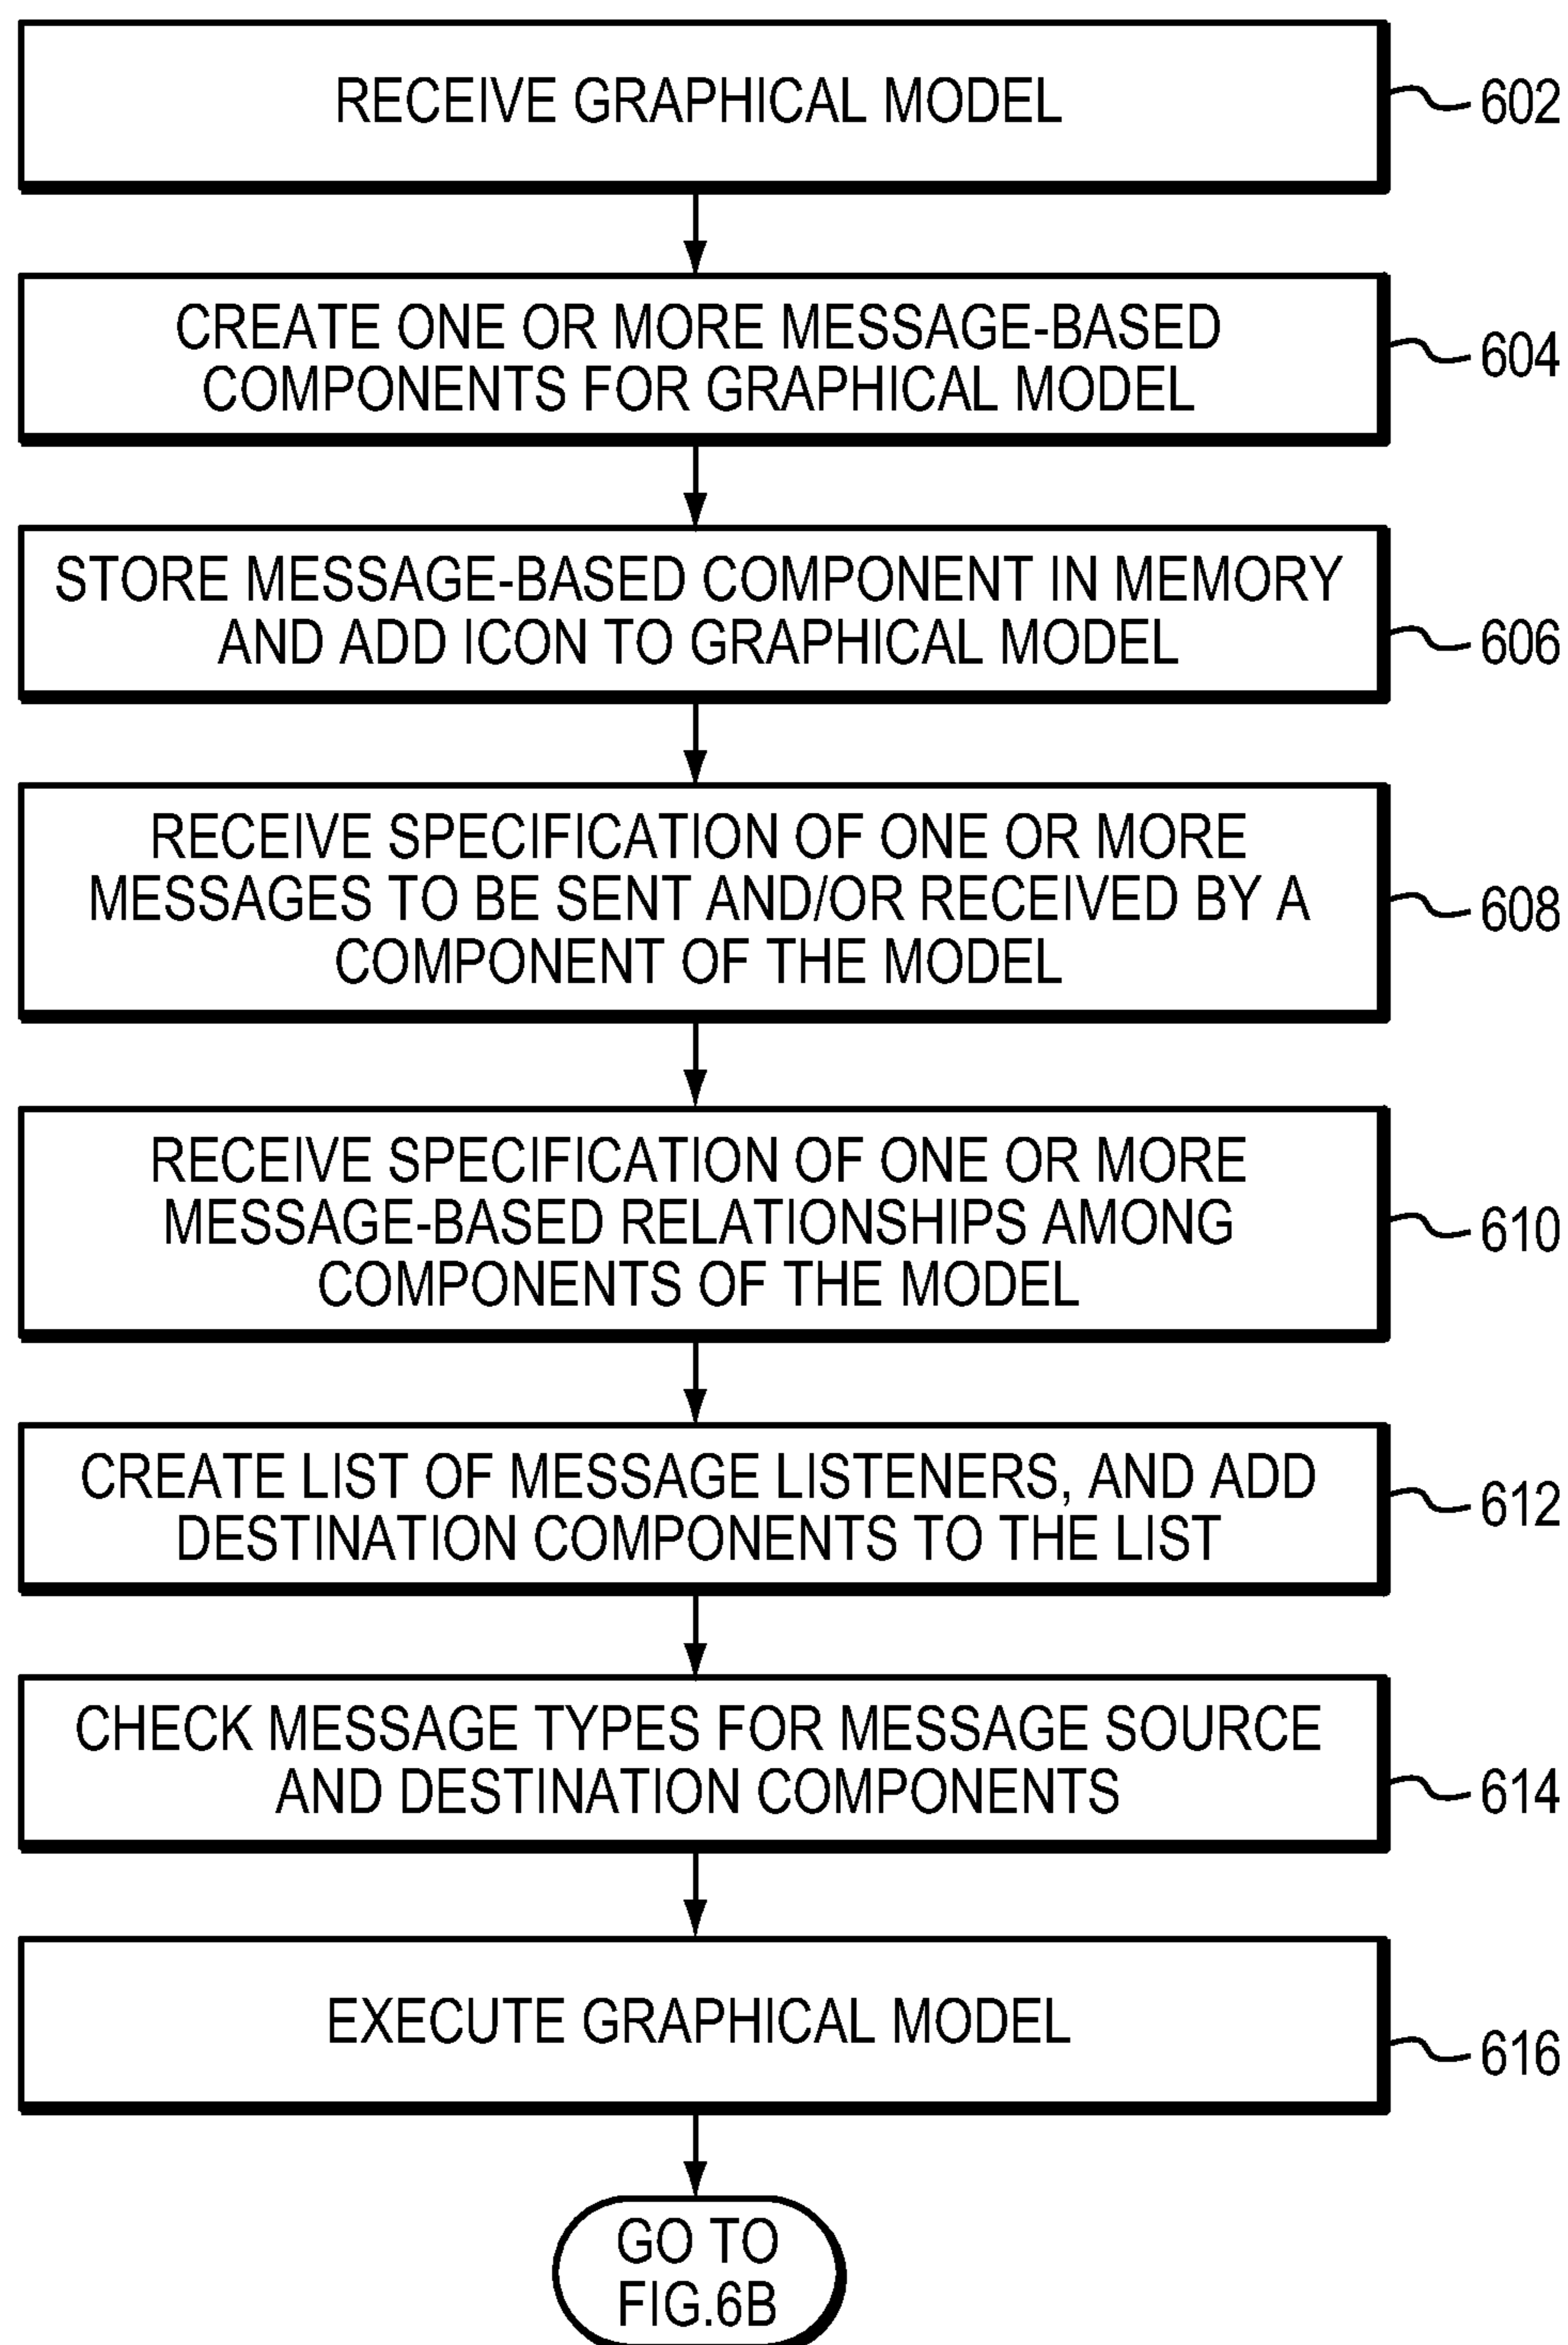 RECEIVE GRAPHICAL MODEL
602
CREATE ONE OR MORE MESSAGE-BASED
COMPONENTS FOR GRAPHICAL MODEL
604
STORE MESSAGE-BASED COMPONENT IN MEMORY
AND ADD ICON TO GRAPHICAL MODEL
606
RECEIVE SPECIFICATION OF ONE OR MORE
MESSAGES TO BE SENT AND/OR RECEIVED BY A
COMPONENT OF THE MODEL
608
RECEIVE SPECIFICATION OF ONE OR MORE
MESSAGE-BASED RELATIONSHIPS AMONG
COMPONENTS OF THE MODEL
610
CREATE LIST OF MESSAGE LISTENERS, AND ADD
DESTINATION COMPONENTS TO THE LIST
612
CHECK MESSAGE TYPES FOR MESSAGE SOURCE
AND DESTINATION COMPONENTS
614
EXECUTE GRAPHICAL MODEL
616
GO TO
FIG.6B